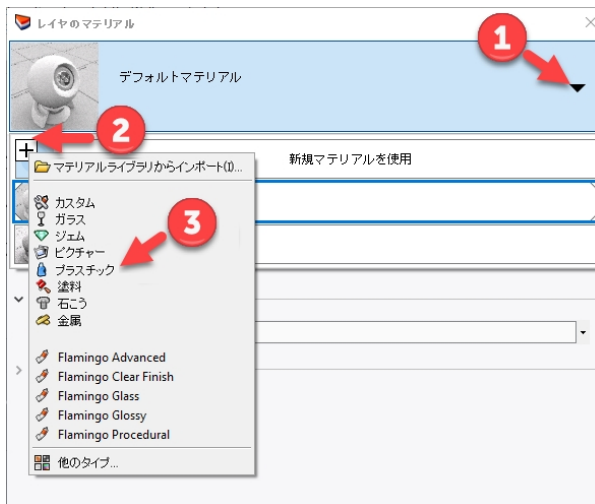 レイヤのマテリアル
1
デフォルトマテリアル
2
新規マテリアルを使用
マテリアルライブラリからインポート(I)...
カスタム
ガラス
3
ジェム
ピクチャー
プラスチック
塗料
石こう
金属
Flamingo Advanced
Flamingo Clear Finish
Flamingo Glass
Flamingo Glossy
Flamingo Procedural
他のタイプ...